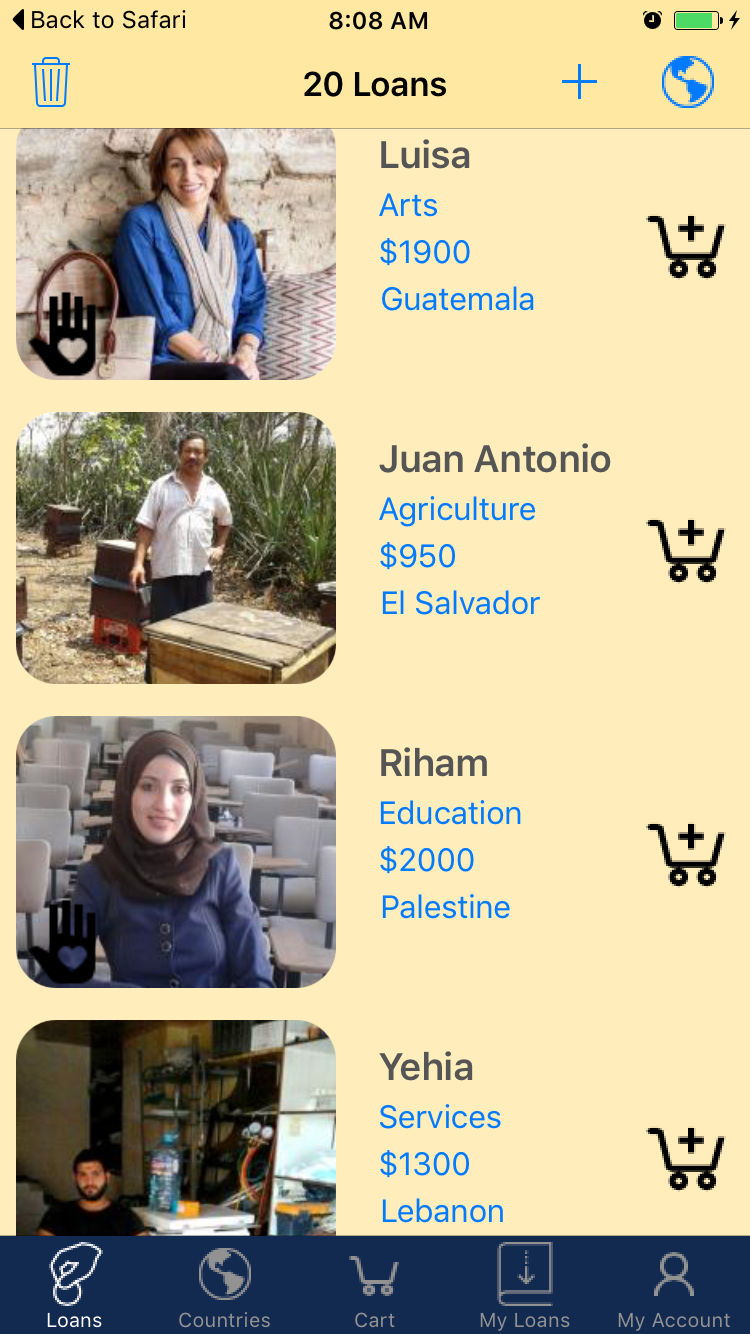 Back to Safari
8:08 AM
20 Loans
Luisa
Arts
$1900
Guatemala
Juan Antonio
Agriculture
$950
El Salvador
Riham
Education
$2000
Palestine
Yehia
Services
$1300
Lebanon
Loans
Countries
Cart
My Loans
My Account